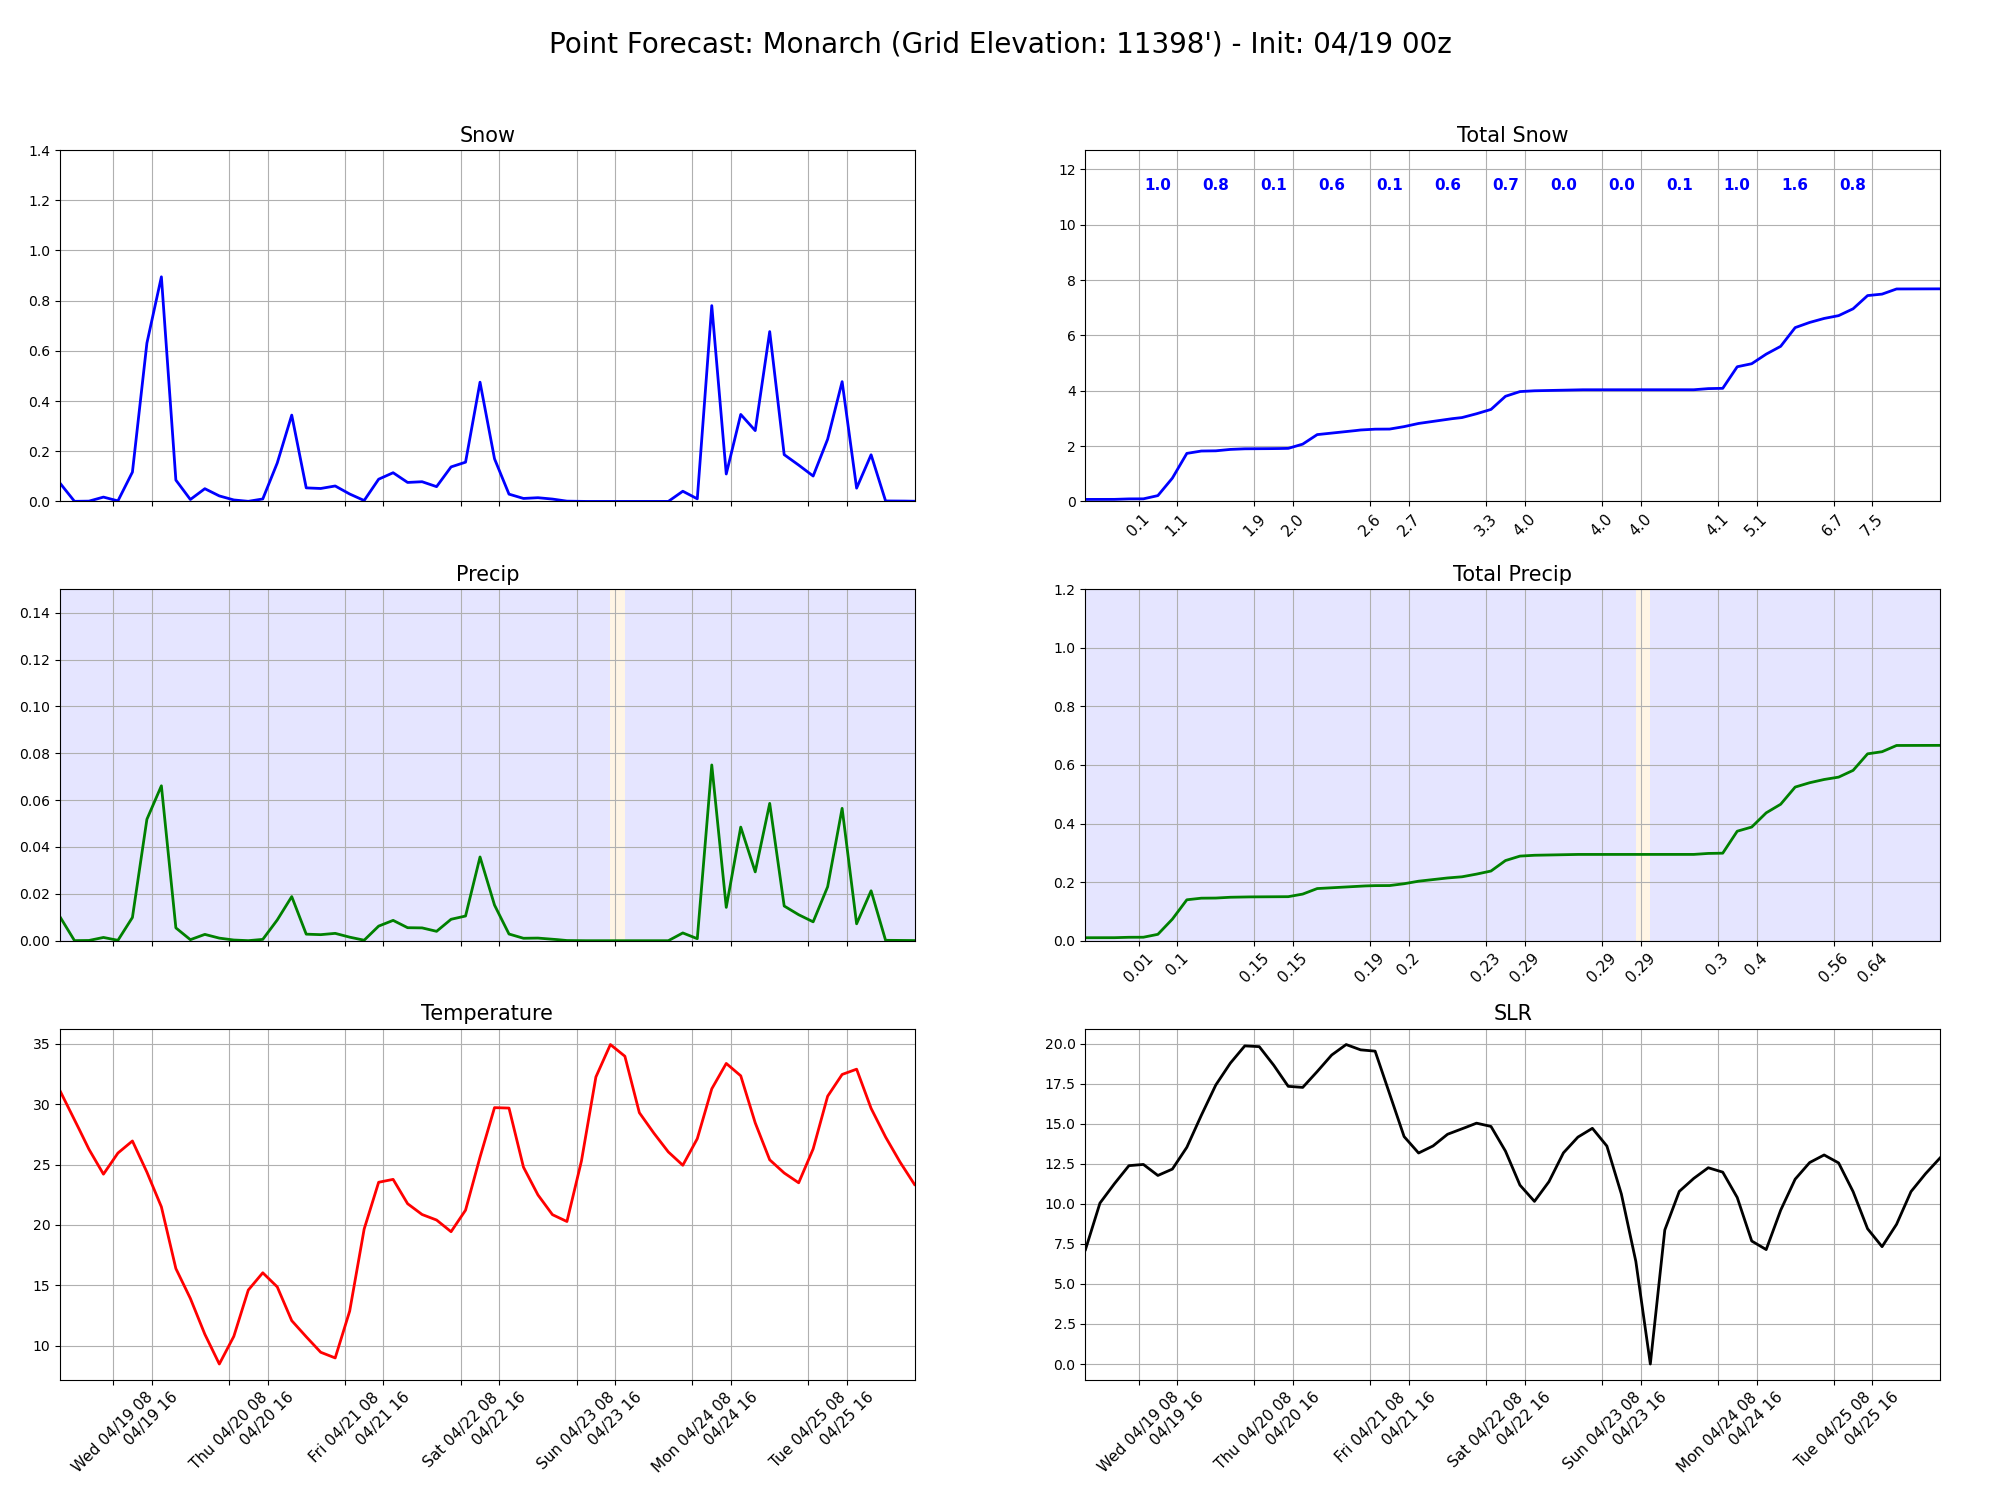 Point Forecast: Monarch (Grid Elevation: 11398') - Init: 04/19 00z
Snow
1.4
1.2
1.0
0.8
0.6
0.4
0.2
0.0
Total Snow
12
10
8
6
4
2
0
1.0 0.8 0.1 0.6 0.1 0.6 0.7 0.0 0.0 0.1 1.0 1.6 0.8
0.1 1.1 1.9 2.0 2.6 2.7 3.3 4.0 4.0 4.0 4.1 5.1 6.7 7.5
Precip
0.14
0.12
0.10
0.08
0.06
0.04
0.02
0.00
Total Precip
1.2
1.0
0.8
0.6
0.4
0.2
0.0
0.01 0.1 0.15 0.15 0.19 0.2 0.23 0.29 0.29 0.29 0.3 0.4 0.56 0.64
Temperature
35
30
25
20
15
10
Wed 04/19 08
04/19 16
Thu 04/20 08
04/20 16
Fri 04/21 08
04/21 16
Sat 04/22 08
04/22 16
Sun 04/23 08
04/23 16
Mon 04/24 08
04/24 16
Tue 04/25 08
04/25 16
SLR
20.0
17.5
15.0
12.5
10.0
7.5
5.0
2.5
0.0
Wed 04/19 08
04/19 16
Thu 04/20 08
04/20 16
Fri 04/21 08
04/21 16
Sat 04/22 08
04/22 16
Sun 04/23 08
04/23 16
Mon 04/24 08
04/24 16
Tue 04/25 08
04/25 16